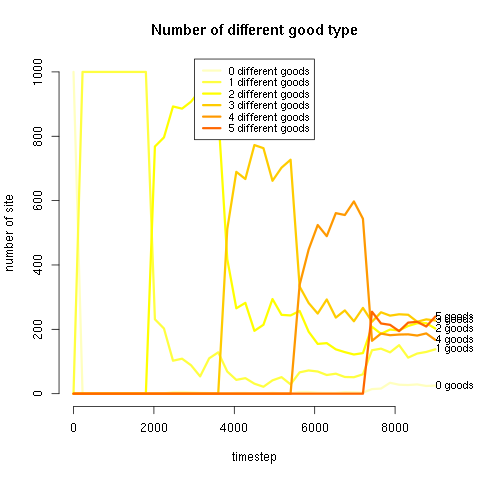 Number of different good type
0 different goods
1 different goods
2 different goods
3 different goods
4 different goods
5 different goods
number of site
1000
800
600
400
200
0
5 goods
3 goods
2 goods
4 goods
1 goods
0 goods
0
2000
4000
6000
8000
timestep